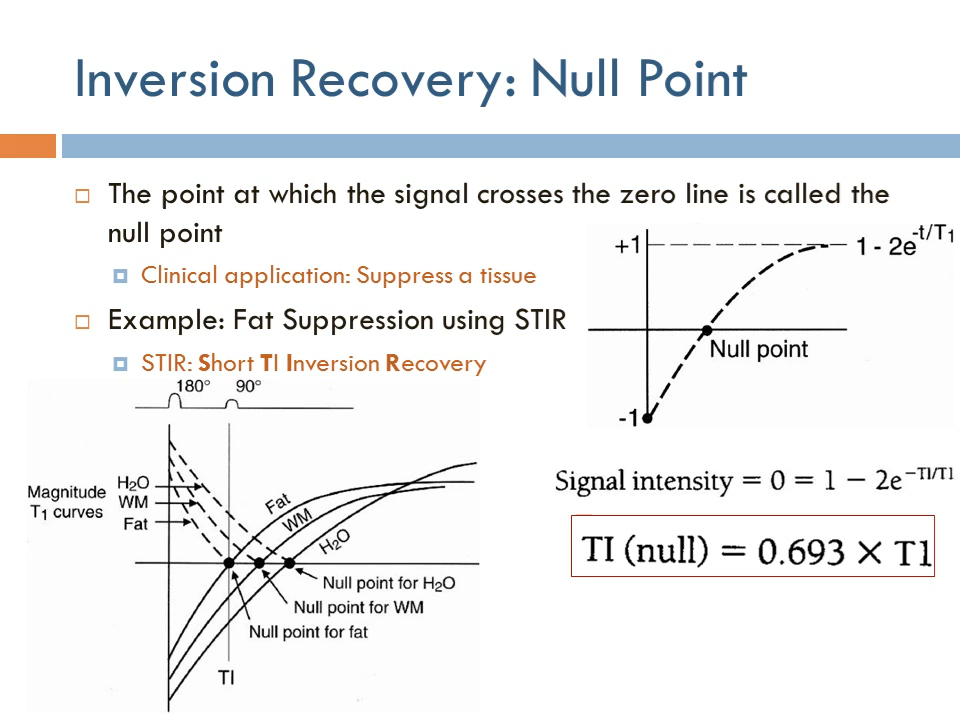 Inversion Recovery: Null Point
The point at which the signal crosses the zero line is called the
null point
Clinical application: Suppress a tissue
Example: Fat Suppression using STIR
STIR: Short TI Inversion Recovery
+1
1 - 2e^-t/T1
Null point
-1
180° 90°
Magnitude
T1 curves
H2O
WM
Fat
Fat
WM
H2O
Null point for H2O
Null point for WM
Null point for fat
TI
Signal intensity = 0 = 1 − 2e^−TI/T1
TI (null) = 0.693 × T1